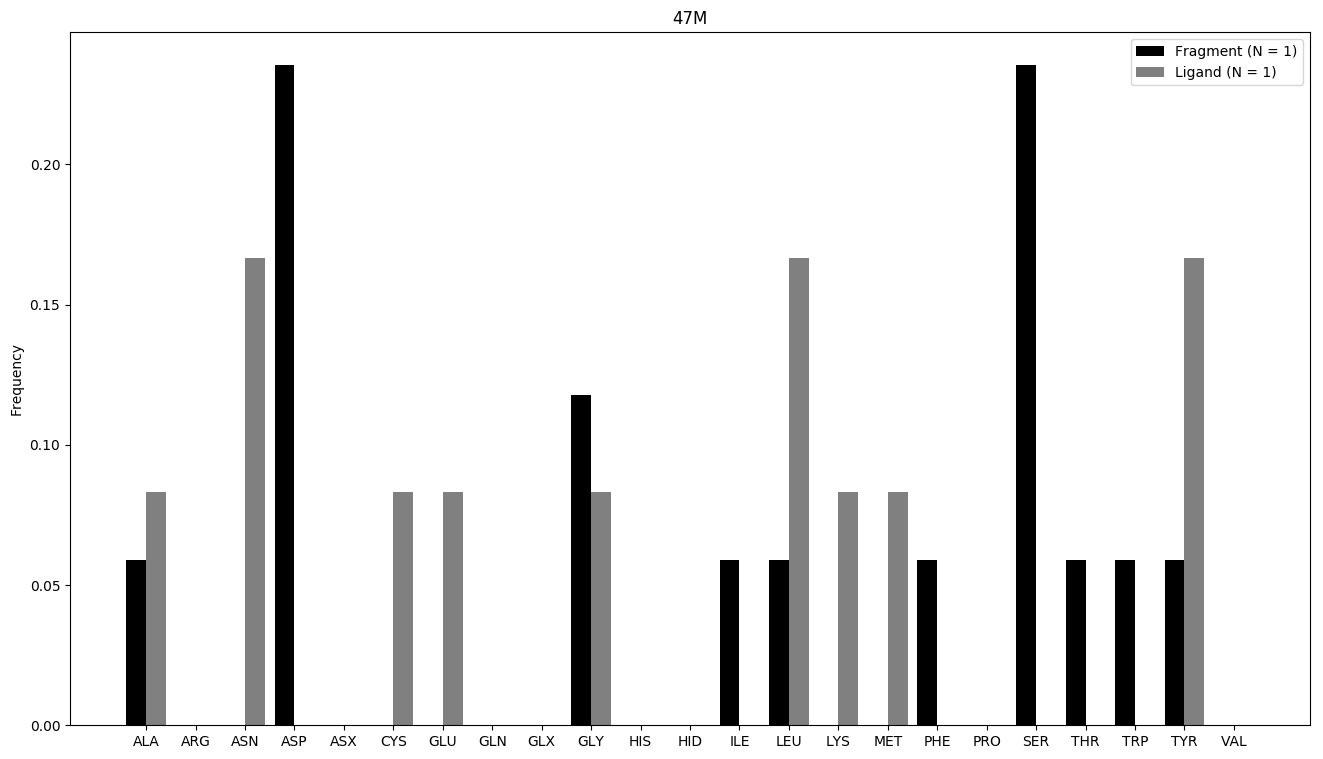 47M
Fragment (N = 1)
Ligand (N = 1)
Frequency
0.20
0.15
0.10
0.05
0.00
ALA ARG ASN ASP ASX CYS GLU GLN GLX GLY HIS HID ILE LEU LYS MET PHE PRO SER THR TRP TYR VAL